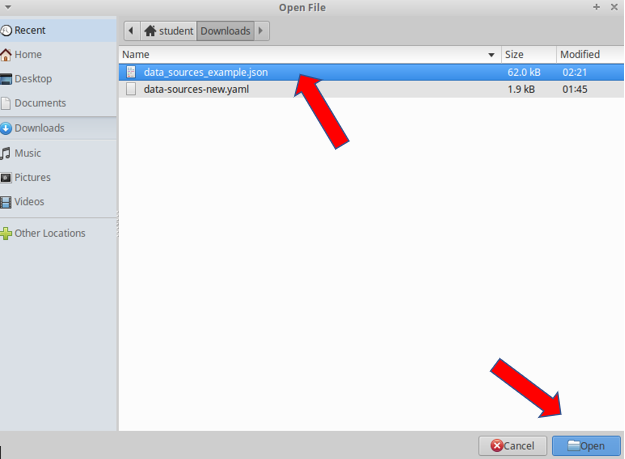 Open File
Recent
Home
Desktop
Documents
Downloads
Music
Pictures
Videos
Other Locations
student Downloads
Name Size Modified
data_sources_example.json 62.0 kB 02:21
data-sources-new.yaml 1.9 kB 01:45
Cancel Open